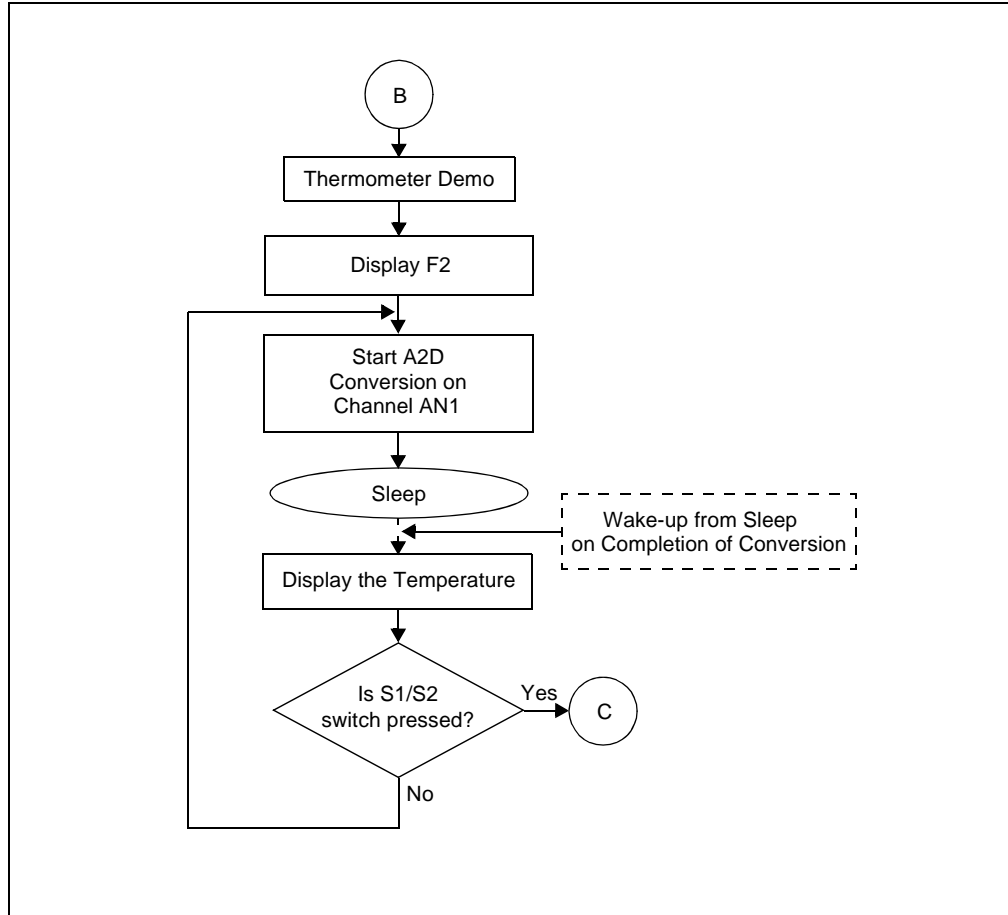 B
Thermometer Demo
Display F2
Start A2D
Conversion on
Channel AN1
Sleep
Wake-up from Sleep
on Completion of Conversion
Display the Temperature
Is S1/S2
switch pressed?
Yes
C
No